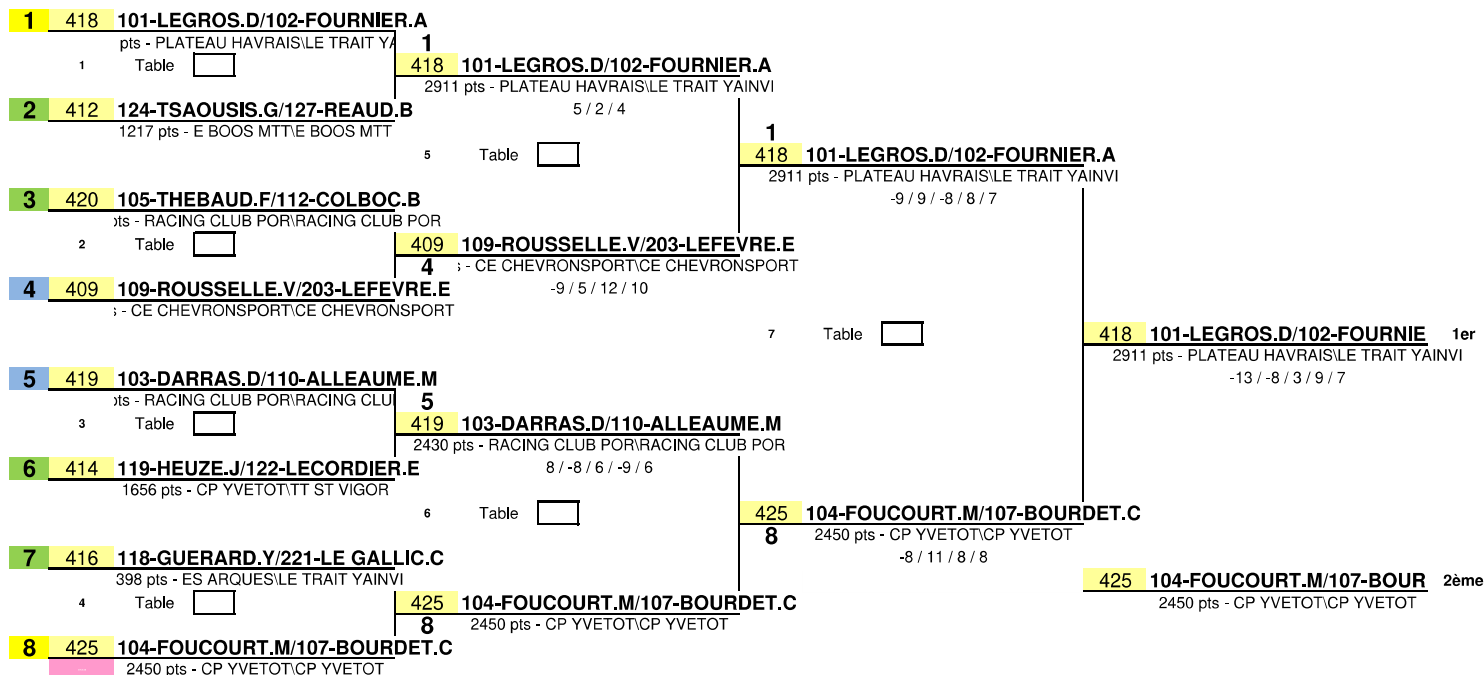 1 418 101-LEGROS.D/102-FOURNIER.A
pts - PLATEAU HAVRAIS\LE TRAIT YA
1 Table
2 412 124-TSAOUSIS.G/127-REAUD.B
1217 pts - E BOOS MTT\E BOOS MTT
3 420 105-THEBAUD.F/112-COLBOC.B
pts - RACING CLUB POR\RACING CLUB POR
2 Table
4 409 109-ROUSSELLE.V/203-LEFEVRE.E
s - CE CHEVRONSPORT\CE CHEVRONSPORT
5 419 103-DARRAS.D/110-ALLEAUME.M
pts - RACING CLUB POR\RACING CLUI
3 Table
6 414 119-HEUZE.J/122-LECORDIER.E
1656 pts - CP YVETOT\TT ST VIGOR
7 416 118-GUERARD.Y/221-LE GALLIC.C
398 pts - ES ARQUES\LE TRAIT YAINVI
4 Table
8 425 104-FOUCOURT.M/107-BOURDET.C
2450 pts - CP YVETOT\CP YVETOT
1
418 101-LEGROS.D/102-FOURNIER.A
2911 pts - PLATEAU HAVRAIS\LE TRAIT YAINVI
5 / 2 / 4
5 Table
409 109-ROUSSELLE.V/203-LEFEVRE.E
4 s - CE CHEVRONSPORT\CE CHEVRONSPORT
-9 / 5 / 12 / 10
5
419 103-DARRAS.D/110-ALLEAUME.M
2430 pts - RACING CLUB POR\RACING CLUB POR
8 / -8 / 6 / -9 / 6
6 Table
425 104-FOUCOURT.M/107-BOURDET.C
8 2450 pts - CP YVETOT\CP YVETOT
1
418 101-LEGROS.D/102-FOURNIER.A
2911 pts - PLATEAU HAVRAIS\LE TRAIT YAINVI
-9 / 9 / -8 / 8 / 7
7 Table
425 104-FOUCOURT.M/107-BOURDET.C
8 2450 pts - CP YVETOT\CP YVETOT
-8 / 11 / 8 / 8
418 101-LEGROS.D/102-FOURNIE 1er
2911 pts - PLATEAU HAVRAIS\LE TRAIT YAINVI
-13 / -8 / 3 / 9 / 7
425 104-FOUCOURT.M/107-BOUR 2ème
2450 pts - CP YVETOT\CP YVETOT